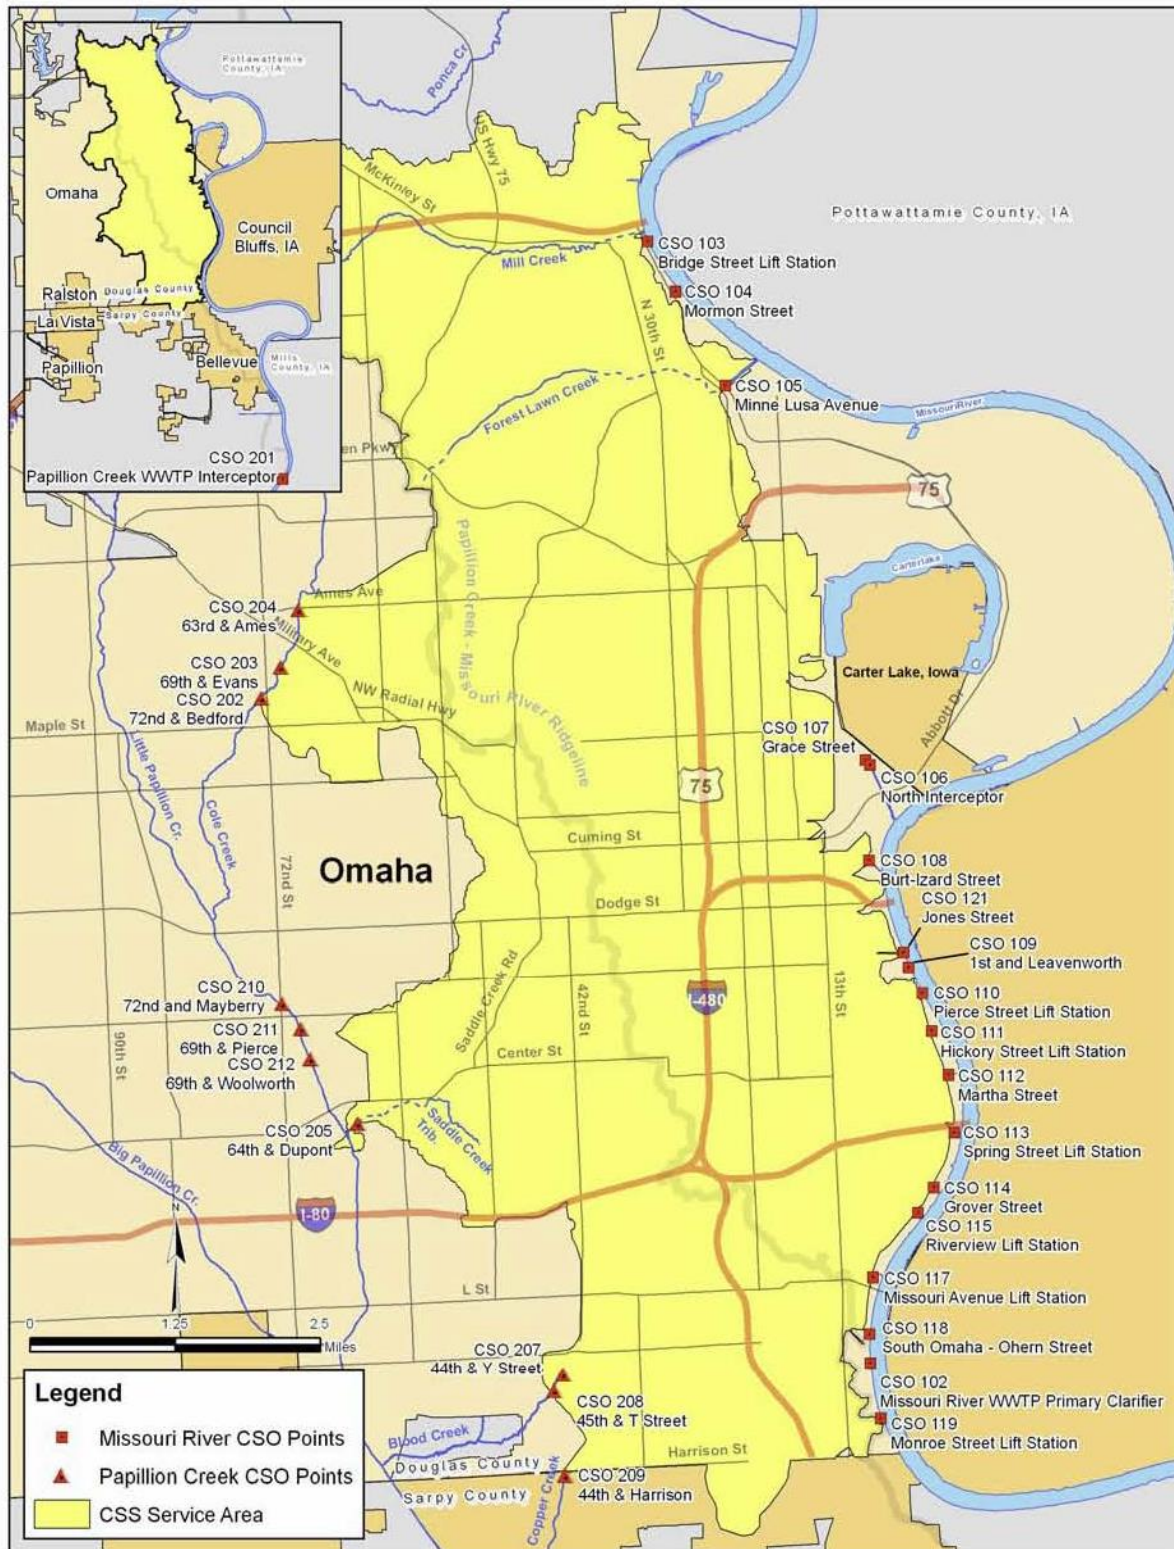 Pottawattamie
County, IA
Omaha
Council
Bluffs, IA
Ralston
Douglas County
La Vista
Sarpy County
Papillion
Bellevue
Mills
County, IA
CSO 201
Papillion Creek WWTP Interceptor
Ponca Cr.
US Hwy 75
McKinley St
Pottawattamie County, IA
Mill Creek
CSO 103
Bridge Street Lift Station
CSO 104
Mormon Street
N 30th St
CSO 105
Minne Lusa Avenue
Forest Lawn Creek
Missouri River
en Pkwy
75
Papillion Creek - Missouri River Ridgeline
Carter Lake
Ames Ave
CSO 204
63rd & Ames
Military Ave
CSO 203
69th & Evans
CSO 202
72nd & Bedford
NW Radial Hwy
Maple St
Carter Lake, Iowa
Abbott Dr
CSO 107
Grace Street
CSO 106
North Interceptor
75
Little Papillion Cr.
Cole Creek
Cuming St
72nd St
Omaha
CSO 108
Burt-Izard Street
Dodge St
CSO 121
Jones Street
CSO 109
1st and Leavenworth
Saddle Creek Rd
42nd St
I-480
13th St
CSO 210
72nd and Mayberry
CSO 110
Pierce Street Lift Station
CSO 211
69th & Pierce
CSO 111
Hickory Street Lift Station
90th St
Center St
CSO 212
69th & Woolworth
CSO 112
Martha Street
CSO 205
64th & Dupont
Saddle Creek
Trib.
CSO 113
Spring Street Lift Station
Big Papillion Cr.
CSO 114
Grover Street
I-80
N
CSO 115
Riverview Lift Station
L St
CSO 117
Missouri Avenue Lift Station
0 1.25 2.5
Miles
CSO 118
South Omaha - Ohern Street
CSO 207
44th & Y Street
CSO 102
Missouri River WWTP Primary Clarifier
CSO 208
45th & T Street
CSO 119
Monroe Street Lift Station
Blood Creek
Harrison St
Douglas County
Sarpy County
CSO 209
44th & Harrison
Copper Creek
Legend
Missouri River CSO Points
Papillion Creek CSO Points
CSS Service Area